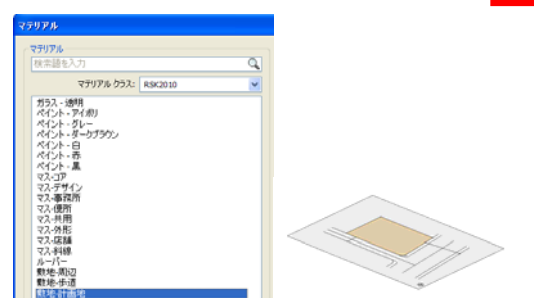 マテリアル
マテリアル
検索語を入力
マテリアル クラス: RSK2010
ガラス - 透明
ペイント - アイボリ
ペイント - グレー
ペイント - ダークブラウン
ペイント - 白
ペイント - 赤
ペイント - 黒
マス-コア
マス-デザイン
マス-事務所
マス-便所
マス-共用
マス-外形
マス-店舗
マス-斜線
ルーバー
敷地-周辺
敷地-歩道
敷地-計画地